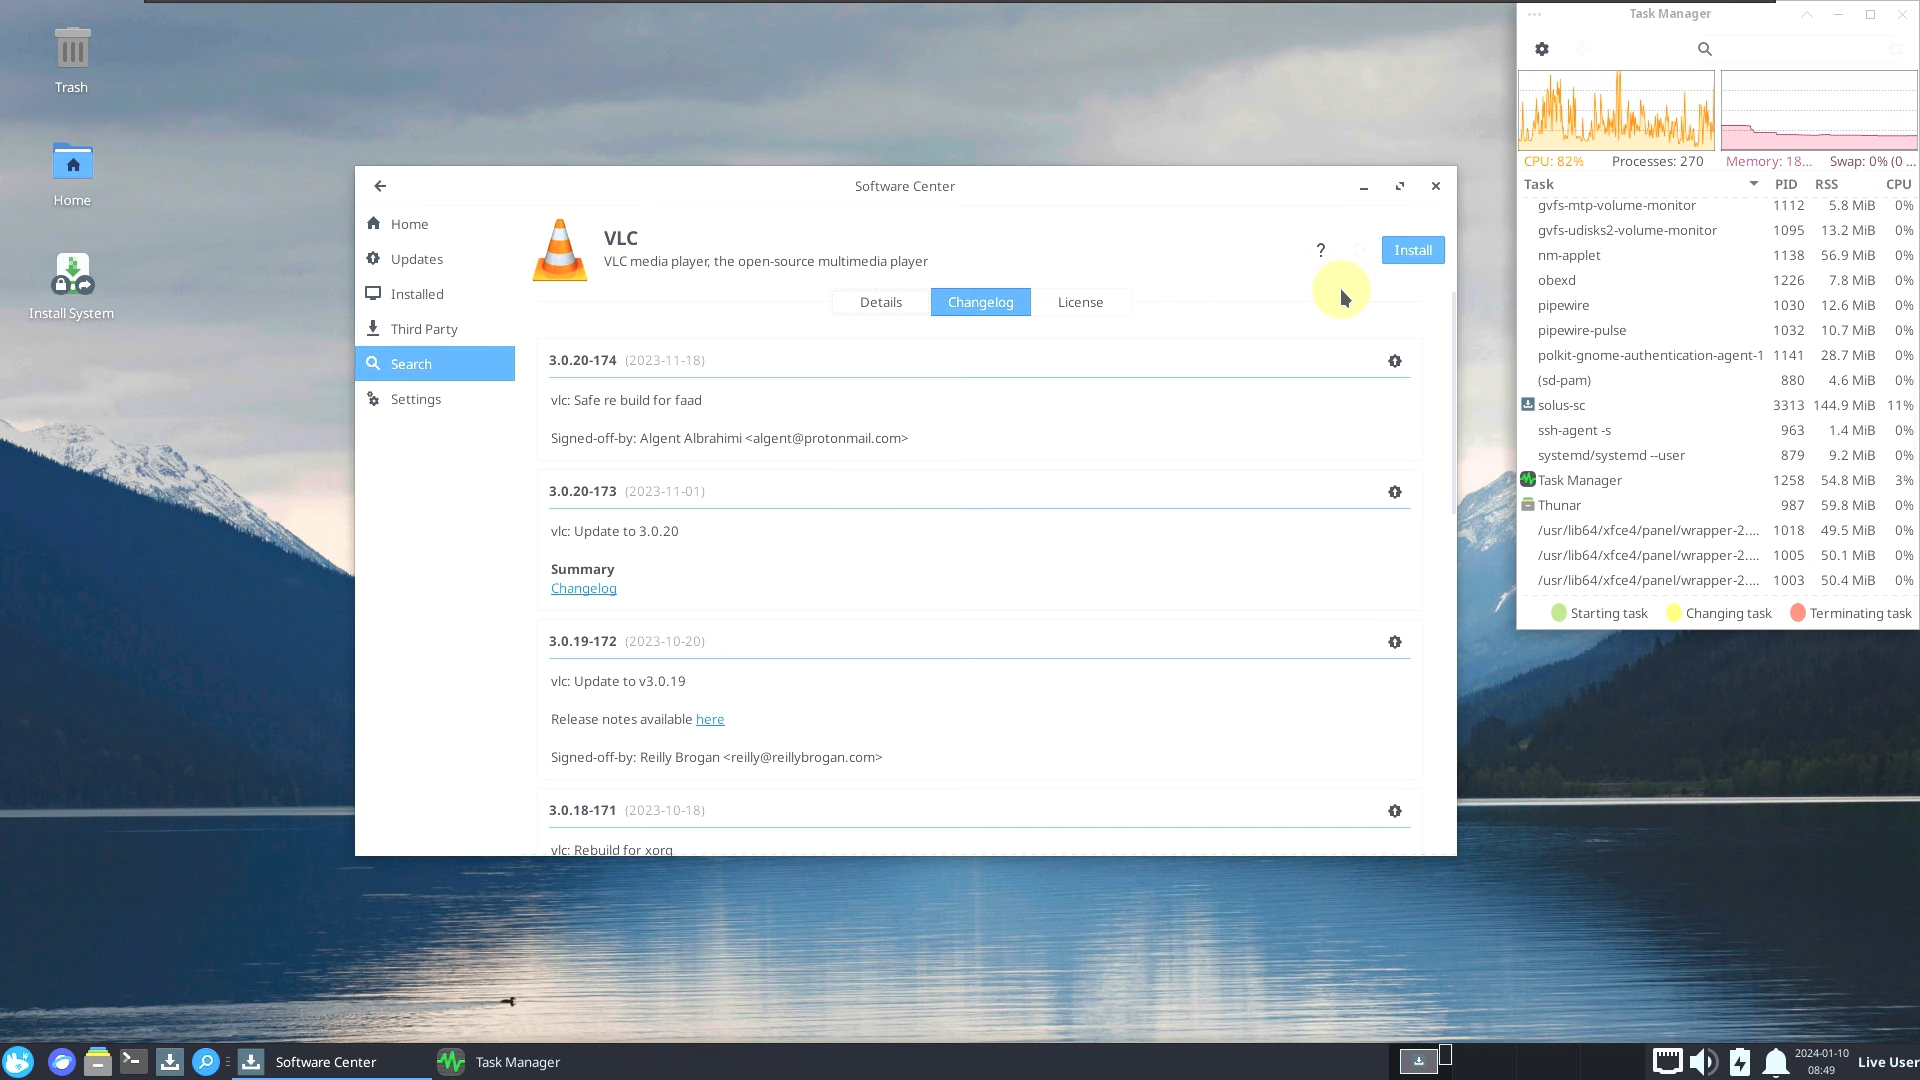 Trash
Home
Install System
Software Center
Home
Updates
Installed
Third Party
Search
Settings
VLC
VLC media player, the open-source multimedia player
?
Install
Details
Changelog
License
3.0.20-174 (2023-11-18)
vlc: Safe re build for faad
Signed-off-by: Algent Albrahimi <algent@protonmail.com>
3.0.20-173 (2023-11-01)
vlc: Update to 3.0.20
Summary
Changelog
3.0.19-172 (2023-10-20)
vlc: Update to v3.0.19
Release notes available here
Signed-off-by: Reilly Brogan <reilly@reillybrogan.com>
3.0.18-171 (2023-10-18)
vlc: Rebuild for xorg
Task Manager
CPU: 82% Processes: 270 Memory: 18... Swap: 0% (0 ...
Task PID RSS CPU
gvfs-mtp-volume-monitor 1112 5.8 MiB 0%
gvfs-udisks2-volume-monitor 1095 13.2 MiB 0%
nm-applet 1138 56.9 MiB 0%
obexd 1226 7.8 MiB 0%
pipewire 1030 12.6 MiB 0%
pipewire-pulse 1032 10.7 MiB 0%
polkit-gnome-authentication-agent-1 1141 28.7 MiB 0%
(sd-pam) 880 4.6 MiB 0%
solus-sc 3313 144.9 MiB 11%
ssh-agent -s 963 1.4 MiB 0%
systemd/systemd --user 879 9.2 MiB 0%
Task Manager 1258 54.8 MiB 3%
Thunar 987 59.8 MiB 0%
/usr/lib64/xfce4/panel/wrapper-2.... 1018 49.5 MiB 0%
/usr/lib64/xfce4/panel/wrapper-2.... 1005 50.1 MiB 0%
/usr/lib64/xfce4/panel/wrapper-2.... 1003 50.4 MiB 0%
Starting task Changing task Terminating task
Software Center
Task Manager
2024-01-10
08:49
Live User